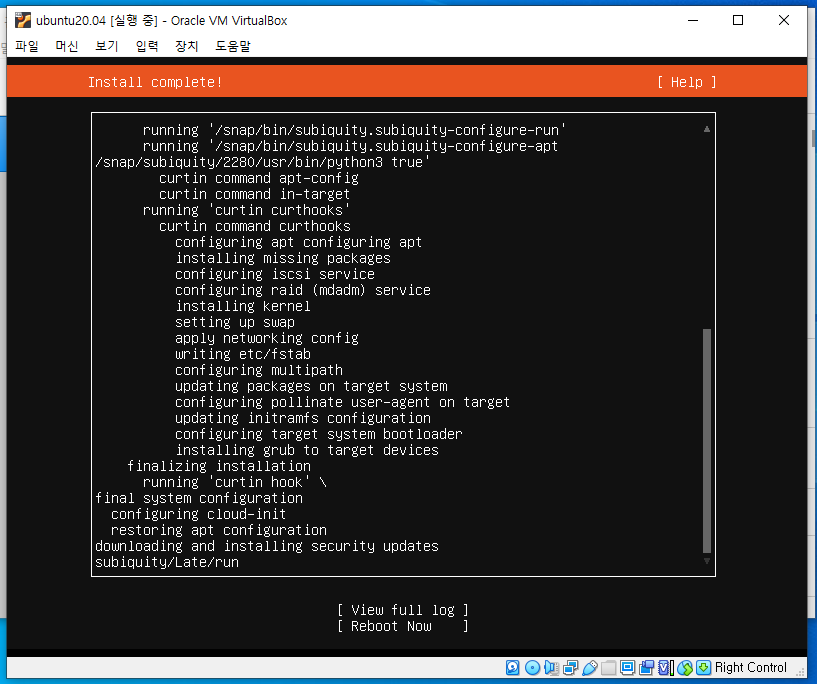 ubuntu20.04 [실행 중] - Oracle VM VirtualBox
파일 머신 보기 입력 장치 도움말
Install complete! [ Help ]
running '/snap/bin/subiquity.subiquity-configure-run'
running '/snap/bin/subiquity.subiquity-configure-apt
/snap/subiquity/2280/usr/bin/python3 true'
curtin command apt-config
curtin command in-target
running 'curtin curthooks'
curtin command curthooks
configuring apt configuring apt
installing missing packages
configuring iscsi service
configuring raid (mdadm) service
installing kernel
setting up swap
apply networking config
writing etc/fstab
configuring multipath
updating packages on target system
configuring pollinate user-agent on target
updating initramfs configuration
configuring target system bootloader
installing grub to target devices
finalizing installation
running 'curtin hook' \
final system configuration
configuring cloud-init
restoring apt configuration
downloading and installing security updates
subiquity/Late/run
[ View full log ]
[ Reboot Now ]
Right Control